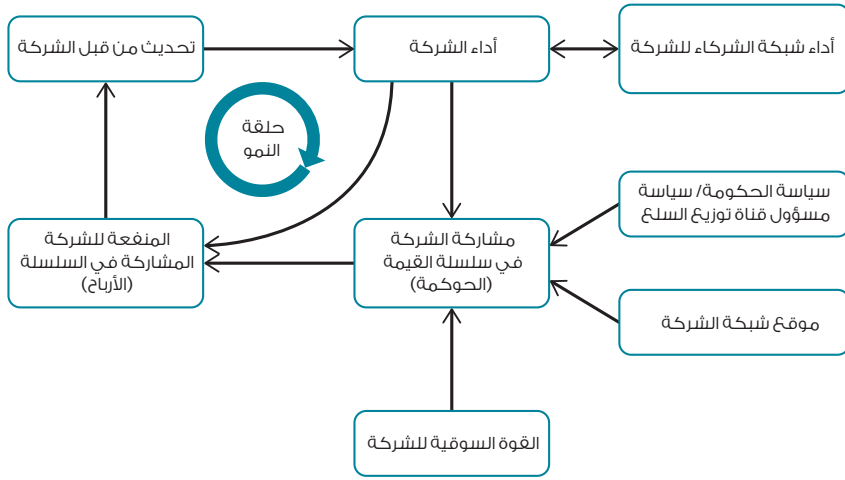 أداء شبكة الشركاء للشركة
أداء الشركة
تحديث من قبل الشركة
حلقة
النمو
سياسة الحكومة/ سياسة
مسؤول قناة توزيع السلع
مشاركة الشركة
في سلسلة القيمة
(الحوكمة)
المنفعة للشركة
المشاركة في السلسلة
(الأرباح)
موقع شبكة الشركة
القوة السوقية للشركة